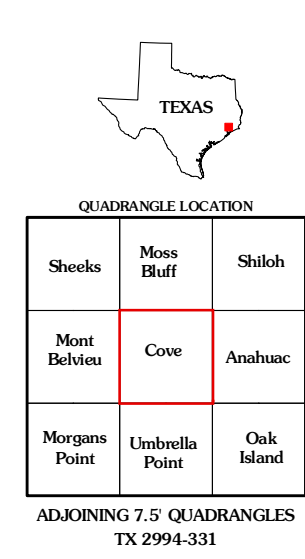 TEXAS
QUADRANGLE LOCATION
Sheeks
Moss
Bluff
Shiloh
Mont
Belvieu
Cove
Anahuac
Morgans
Point
Umbrella
Point
Oak
Island
ADJOINING 7.5' QUADRANGLES
TX 2994-331